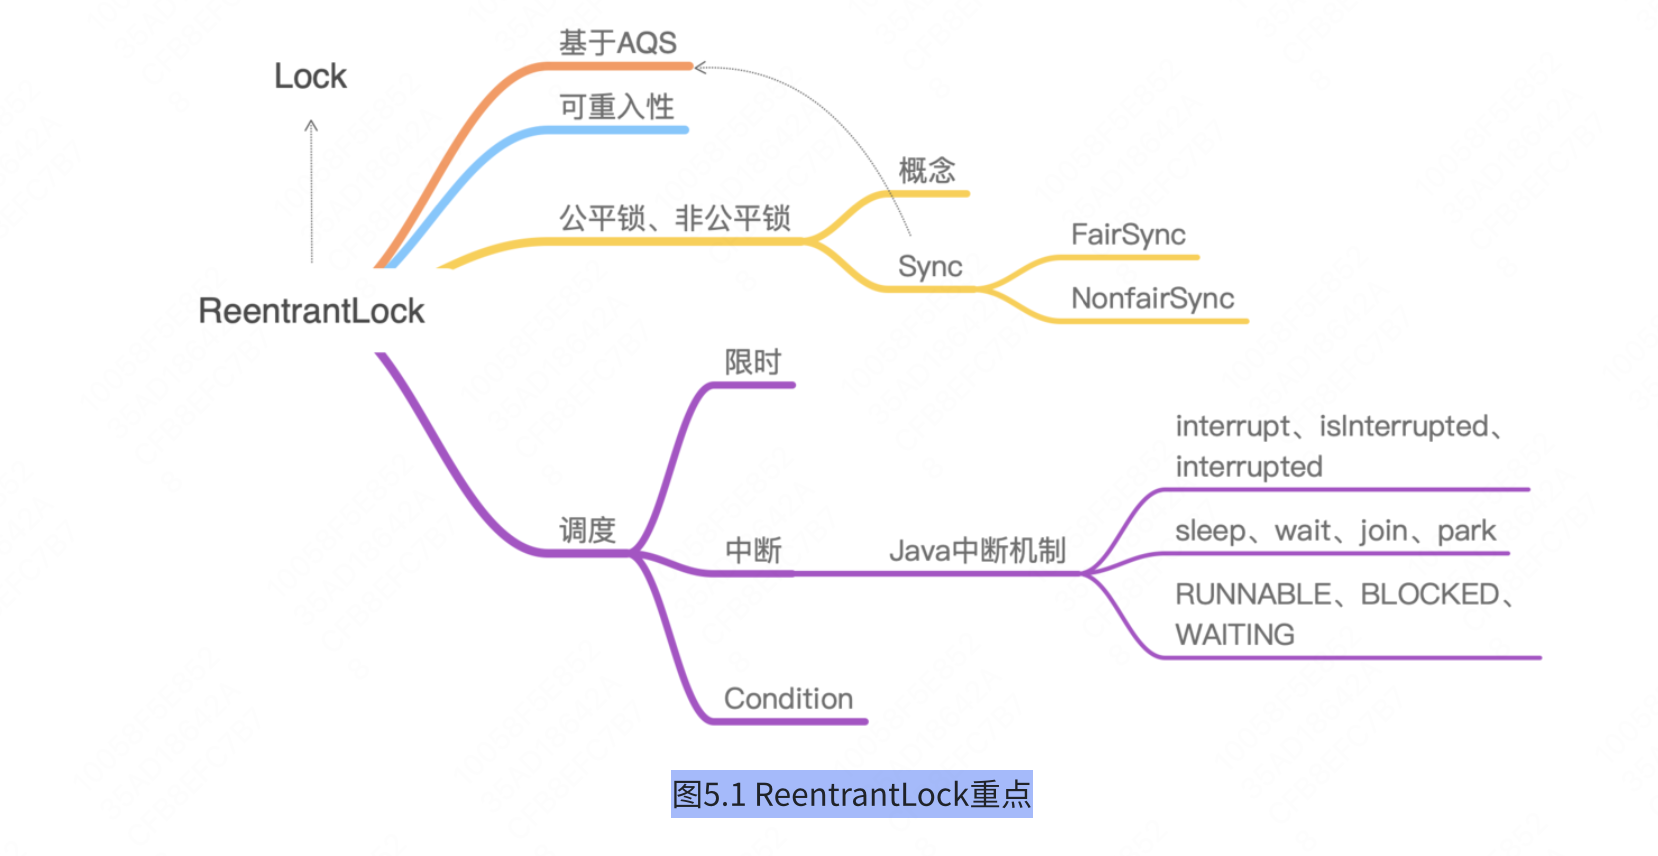 Lock
基于AQS
可重入性
公平锁、非公平锁
概念
Sync
FairSync
NonfairSync
ReentrantLock
限时
调度
中断
Java中断机制
interrupt、isInterrupted、
interrupted
sleep、wait、join、park
RUNNABLE、BLOCKED、
WAITING
Condition
图5.1 ReentrantLock重点